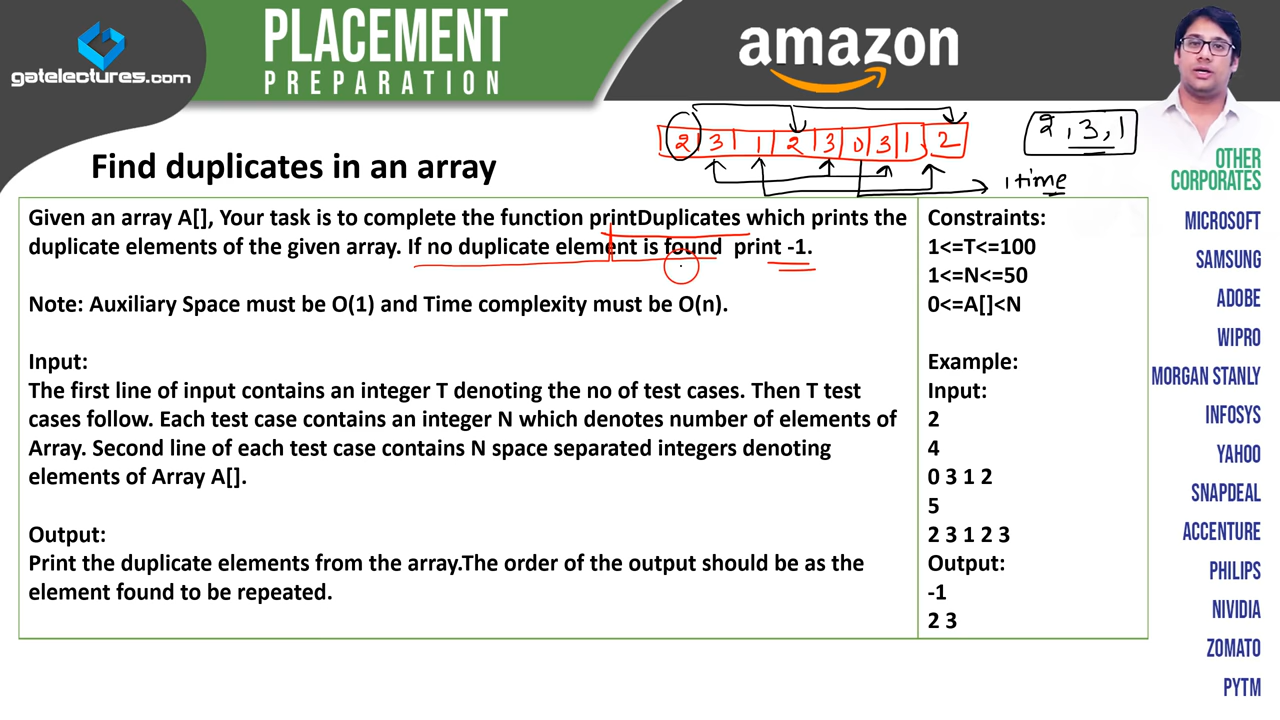 gatelectures.com
PLACEMENT
PREPARATION
amazon
2 3 1 2 3 0 3 1 2
2, 3, 1
1 time
Find duplicates in an array
Given an array A[], Your task is to complete the function printDuplicates which prints the
duplicate elements of the given array. If no duplicate element is found print -1.
Note: Auxiliary Space must be O(1) and Time complexity must be O(n).
Input:
The first line of input contains an integer T denoting the no of test cases. Then T test
cases follow. Each test case contains an integer N which denotes number of elements of
Array. Second line of each test case contains N space separated integers denoting
elements of Array A[].
Output:
Print the duplicate elements from the array.The order of the output should be as the
element found to be repeated.
Constraints:
1<=T<=100
1<=N<=50
0<=A[]<N
Example:
Input:
2
4
0 3 1 2
5
2 3 1 2 3
Output:
-1
2 3
OTHER
CORPORATES
MICROSOFT
SAMSUNG
ADOBE
WIPRO
MORGAN STANLY
INFOSYS
YAHOO
SNAPDEAL
ACCENTURE
PHILIPS
NIVIDIA
ZOMATO
PYTM